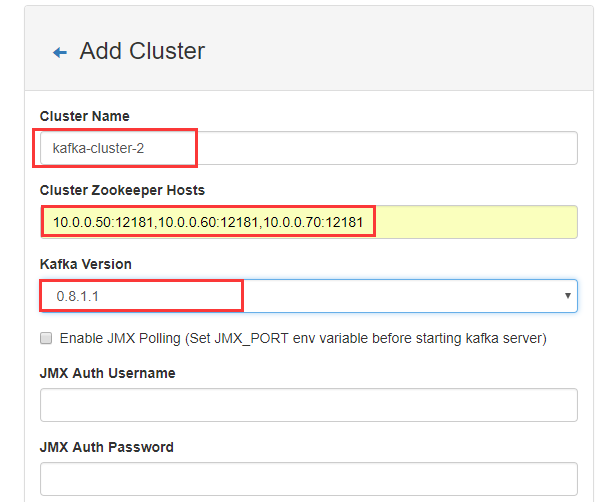 Add Cluster
Cluster Name
kafka-cluster-2
Cluster Zookeeper Hosts
10.0.0.50:12181,10.0.0.60:12181,10.0.0.70:12181
Kafka Version
0.8.1.1
Enable JMX Polling (Set JMX_PORT env variable before starting kafka server)
JMX Auth Username
JMX Auth Password